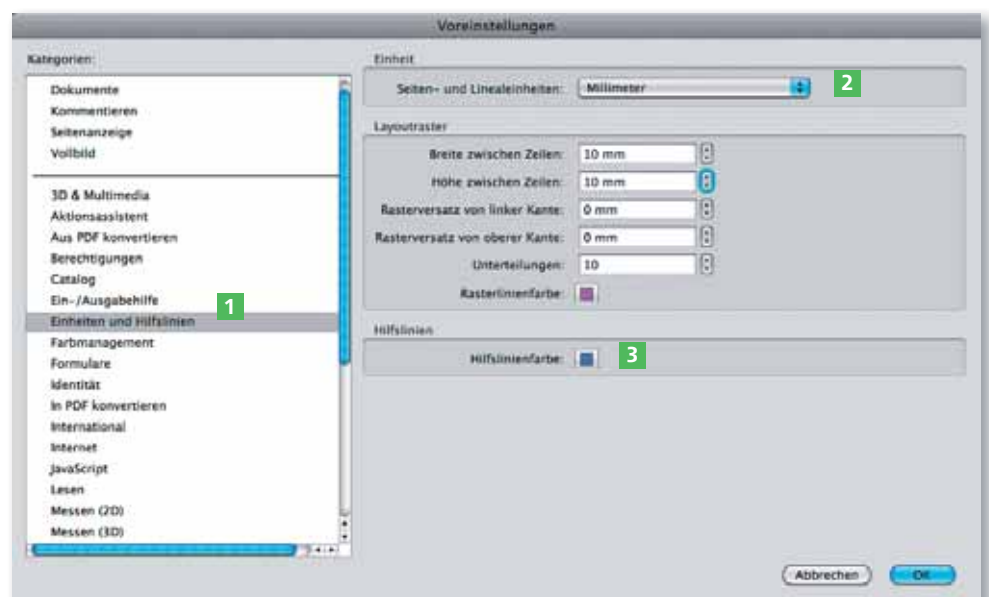 Voreinstellungen
Kategorien:
Dokumente
Kommentieren
Seitenanzeige
Vollbild
3D & Multimedia
Aktionsassistent
Aus PDF konvertieren
Berechtigungen
Catalog
Ein-/Ausgabehilfe
1
Einheiten und Hilfslinien
Farbmanagement
Formulare
Identität
In PDF konvertieren
International
Internet
JavaScript
Lesen
Messen (2D)
Messen (3D)
Einheit
Seiten- und Linealeinheiten: Millimeter 2
Layoutraster
Breite zwischen Zeilen: 10 mm
Höhe zwischen Zeilen: 10 mm
Rasterversatz von linker Kante: 0 mm
Rasterversatz von oberer Kante: 0 mm
Unterteilungen: 10
Rasterlinienfarbe:
Hilfslinien
Hilfslinienfarbe: 3
Abbrechen OK